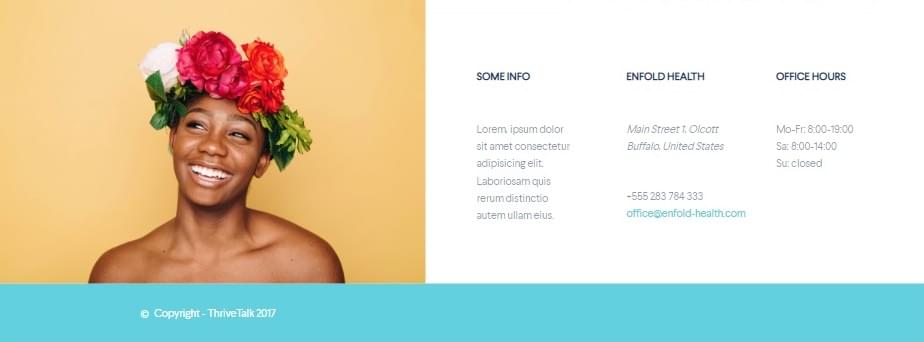 SOME INFO
Lorem, ipsum dolor
sit amet consectetur
adipisicing elit.
Laboriosam quis
rerum distinctio
autem ullam eius.
ENFOLD HEALTH
Main Street 1, Olcott
Buffalo, United States
+555 283 784 333
office@enfold-health.com
OFFICE HOURS
Mo-Fr: 8:00-19:00
Sa: 8:00-14:00
Su: closed
© Copyright - ThriveTalk 2017